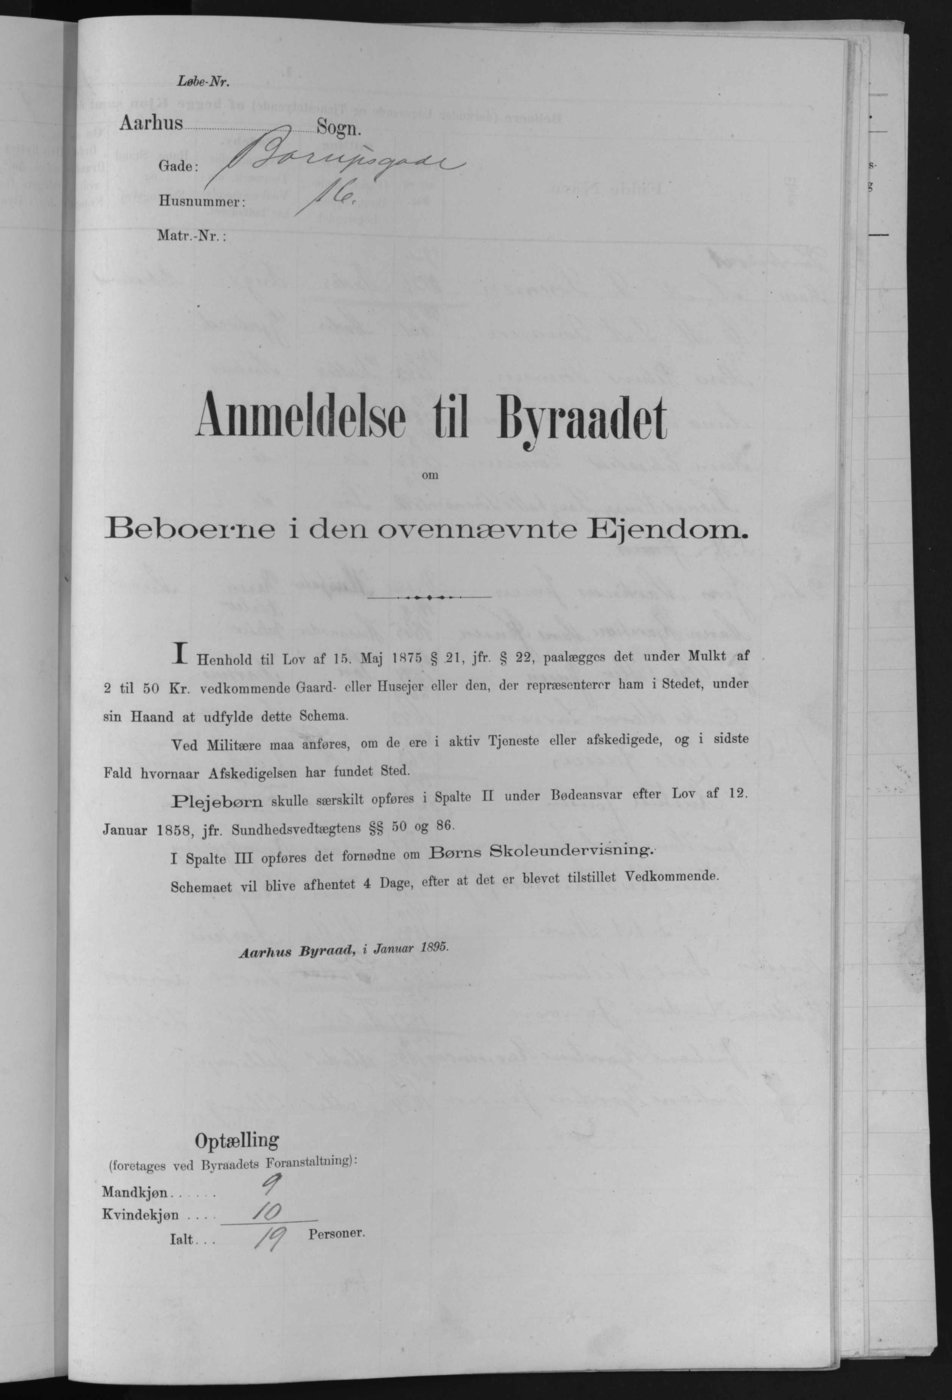 Løbe-Nr.
Aarhus Sogn.
Gade: Borupsgade
Husnummer: 16.
Matr.-Nr.:
Anmeldelse til Byraadet
om
Beboerne i den ovennævnte Ejendom.
I Henhold til Lov af 15. Maj 1875 § 21, jfr. § 22, paalægges det under Mulkt af
2 til 50 Kr. vedkommende Gaard- eller Husejer eller den, der repræsenterer ham i Stedet, under
sin Haand at udfylde dette Schema.
Ved Militære maa anføres, om de ere i aktiv Tjeneste eller afskedigede, og i sidste
Fald hvornaar Afskedigelsen har fundet Sted.
Plejebørn skulle særskilt opføres i Spalte II under Bødeansvar efter Lov af 12.
Januar 1858, jfr. Sundhedsvedtægtens §§ 50 og 86.
I Spalte III opføres det fornødne om Børns Skoleundervisning.
Schemaet vil blive afhentet 4 Dage, efter at det er blevet tilstillet Vedkommende.
Aarhus Byraad, i Januar 1895.
Optælling
(foretages ved Byraadets Foranstaltning):
Mandkjøn...... 9
Kvindekjøn .... 10
Ialt... 19 Personer.